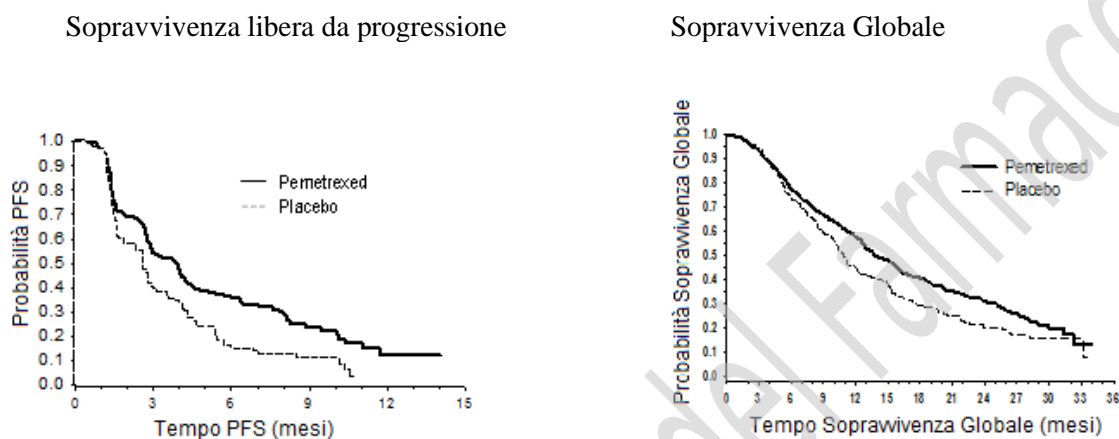 Sopravvivenza libera da progressione
Sopravvivenza Globale
Probabilità PFS
1.0
0.9
0.8
0.7
0.6
0.5
0.4
0.3
0.2
0.1
0.0
Pemetrexed
Placebo
0 3 6 9 12 15
Tempo PFS (mesi)
Probabilità Sopravvivenza Globale
1.0
0.9
0.8
0.7
0.6
0.5
0.4
0.3
0.2
0.1
0.0
Pemetrexed
Placebo
0 3 6 9 12 15 18 21 24 27 30 33 36
Tempo Sopravvivenza Globale (mesi)
del Farmaco